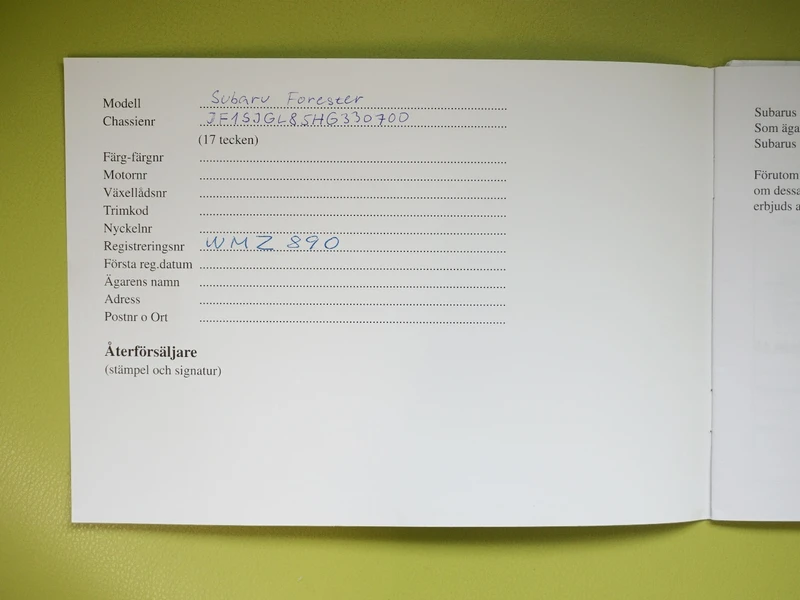 Modell Subaru Forester
Chassienr JF1SJGL85HG330700
(17 tecken)
Färg-färgnr
Motornr
Växellådsnr
Trimkod
Nyckelnr
Registreringsnr WMZ 890
Första reg.datum
Ägarens namn
Adress
Postnr o Ort
Återförsäljare
(stämpel och signatur)
Subarus
Som äga
Subarus
Förutom
om dessa
erbjuds a